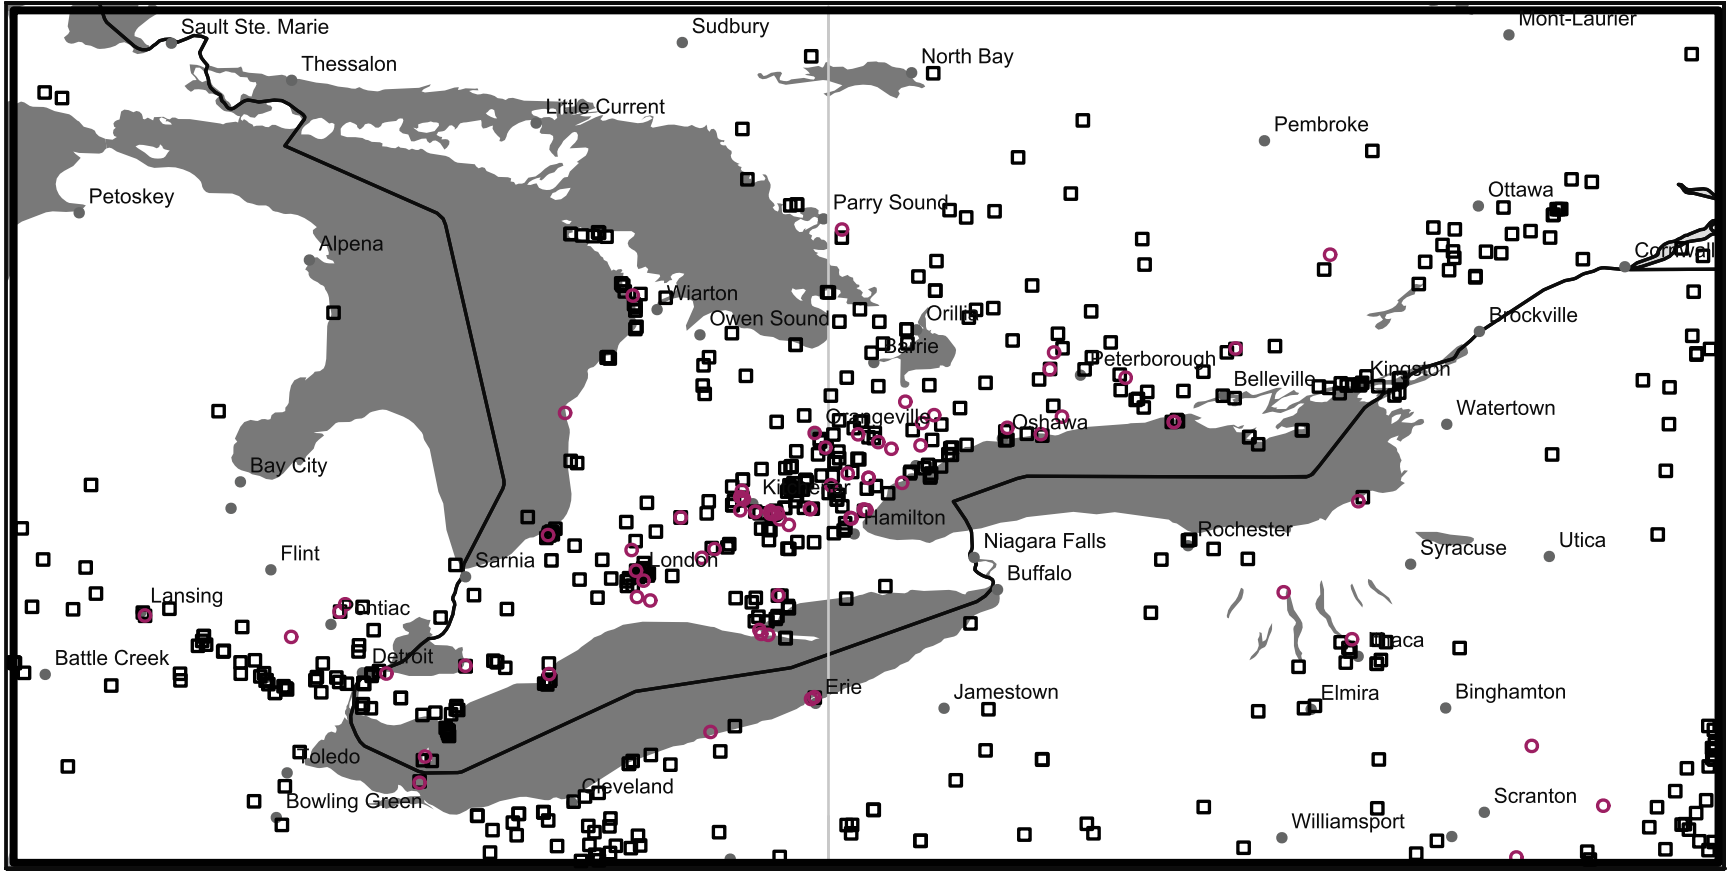 Mont-Laurier
Sault Ste. Marie
Sudbury
North Bay
Thessalon
Little Current
Pembroke
Petoskey
Ottawa
Parry Sound
Alpena
Cornwall
Wiarton
Owen Sound
Orillia
Brockville
Barrie
Peterborough
Kingston
Belleville
Orangeville
Oshawa
Watertown
Bay City
Kitchener
Hamilton
Rochester
Niagara Falls
Utica
Syracuse
Flint
Sarnia
London
Buffalo
Lansing
Pontiac
Ithaca
Battle Creek
Detroit
Erie
Jamestown
Elmira
Binghamton
Toledo
Cleveland
Bowling Green
Scranton
Williamsport